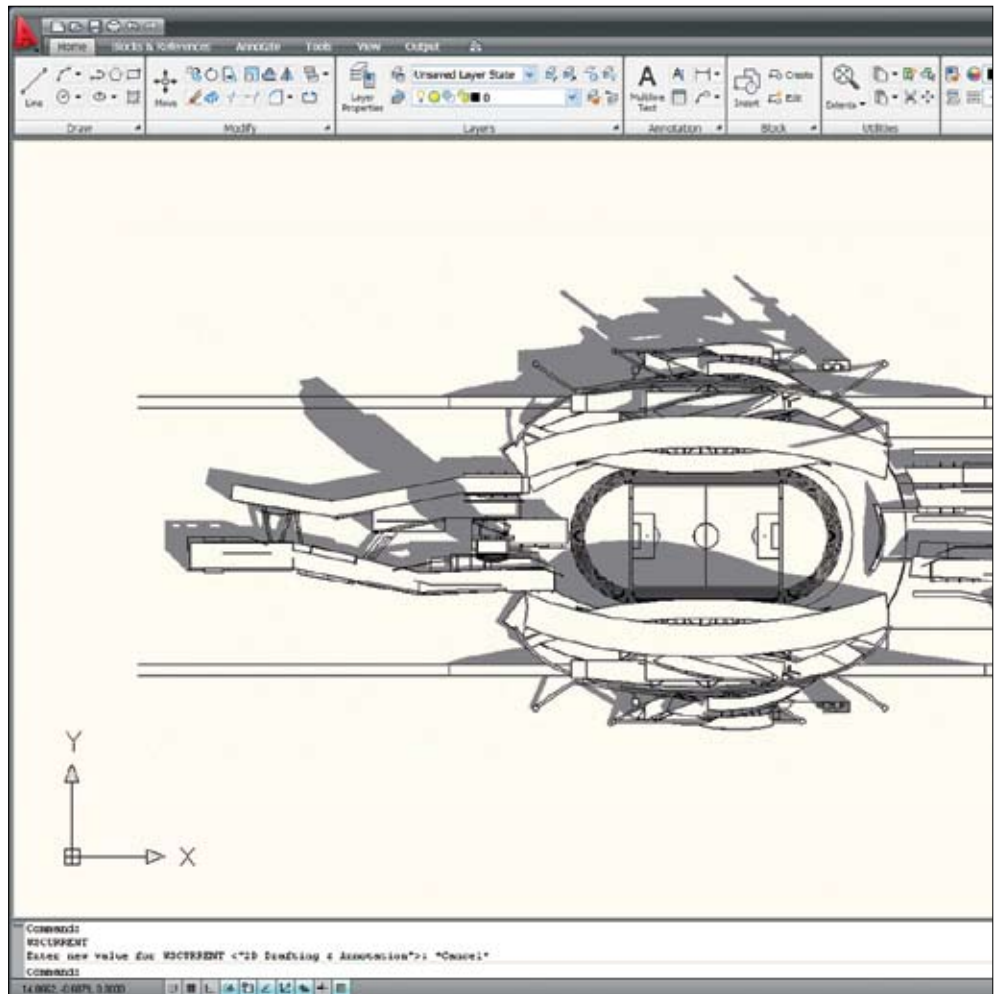 Home Blocks & References Annotate Tools View Output
Line
Move
Layer Properties
Unsaved Layer State
0
Multiline Text
Insert
Create
Edit
Extents
Draw Modify Layers Annotation Block Utilities
Y
X
Command:
WSCURRENT
Enter new value for WSCURRENT <"2D Drafting & Annotation">: *Cancel*
Command: